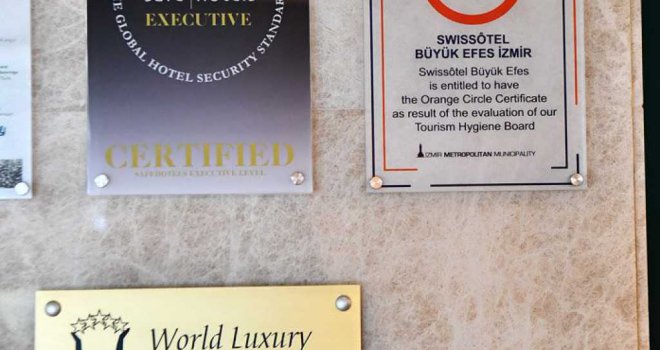 EXECUTIVE
E GLOBAL HOTEL SECURITY STANDAR
CERTIFIED
SAFEHOTELS EXECUTIVE LEVEL
SWISSÔTEL
BÜYÜK EFES İZMİR
Swissôtel Büyük Efes
is entitled to have
the Orange Circle Certificate
as result of the evaluation of our
Tourism Hygiene Board
İZMİR METROPOLITAN MUNICIPALITY
World Luxury